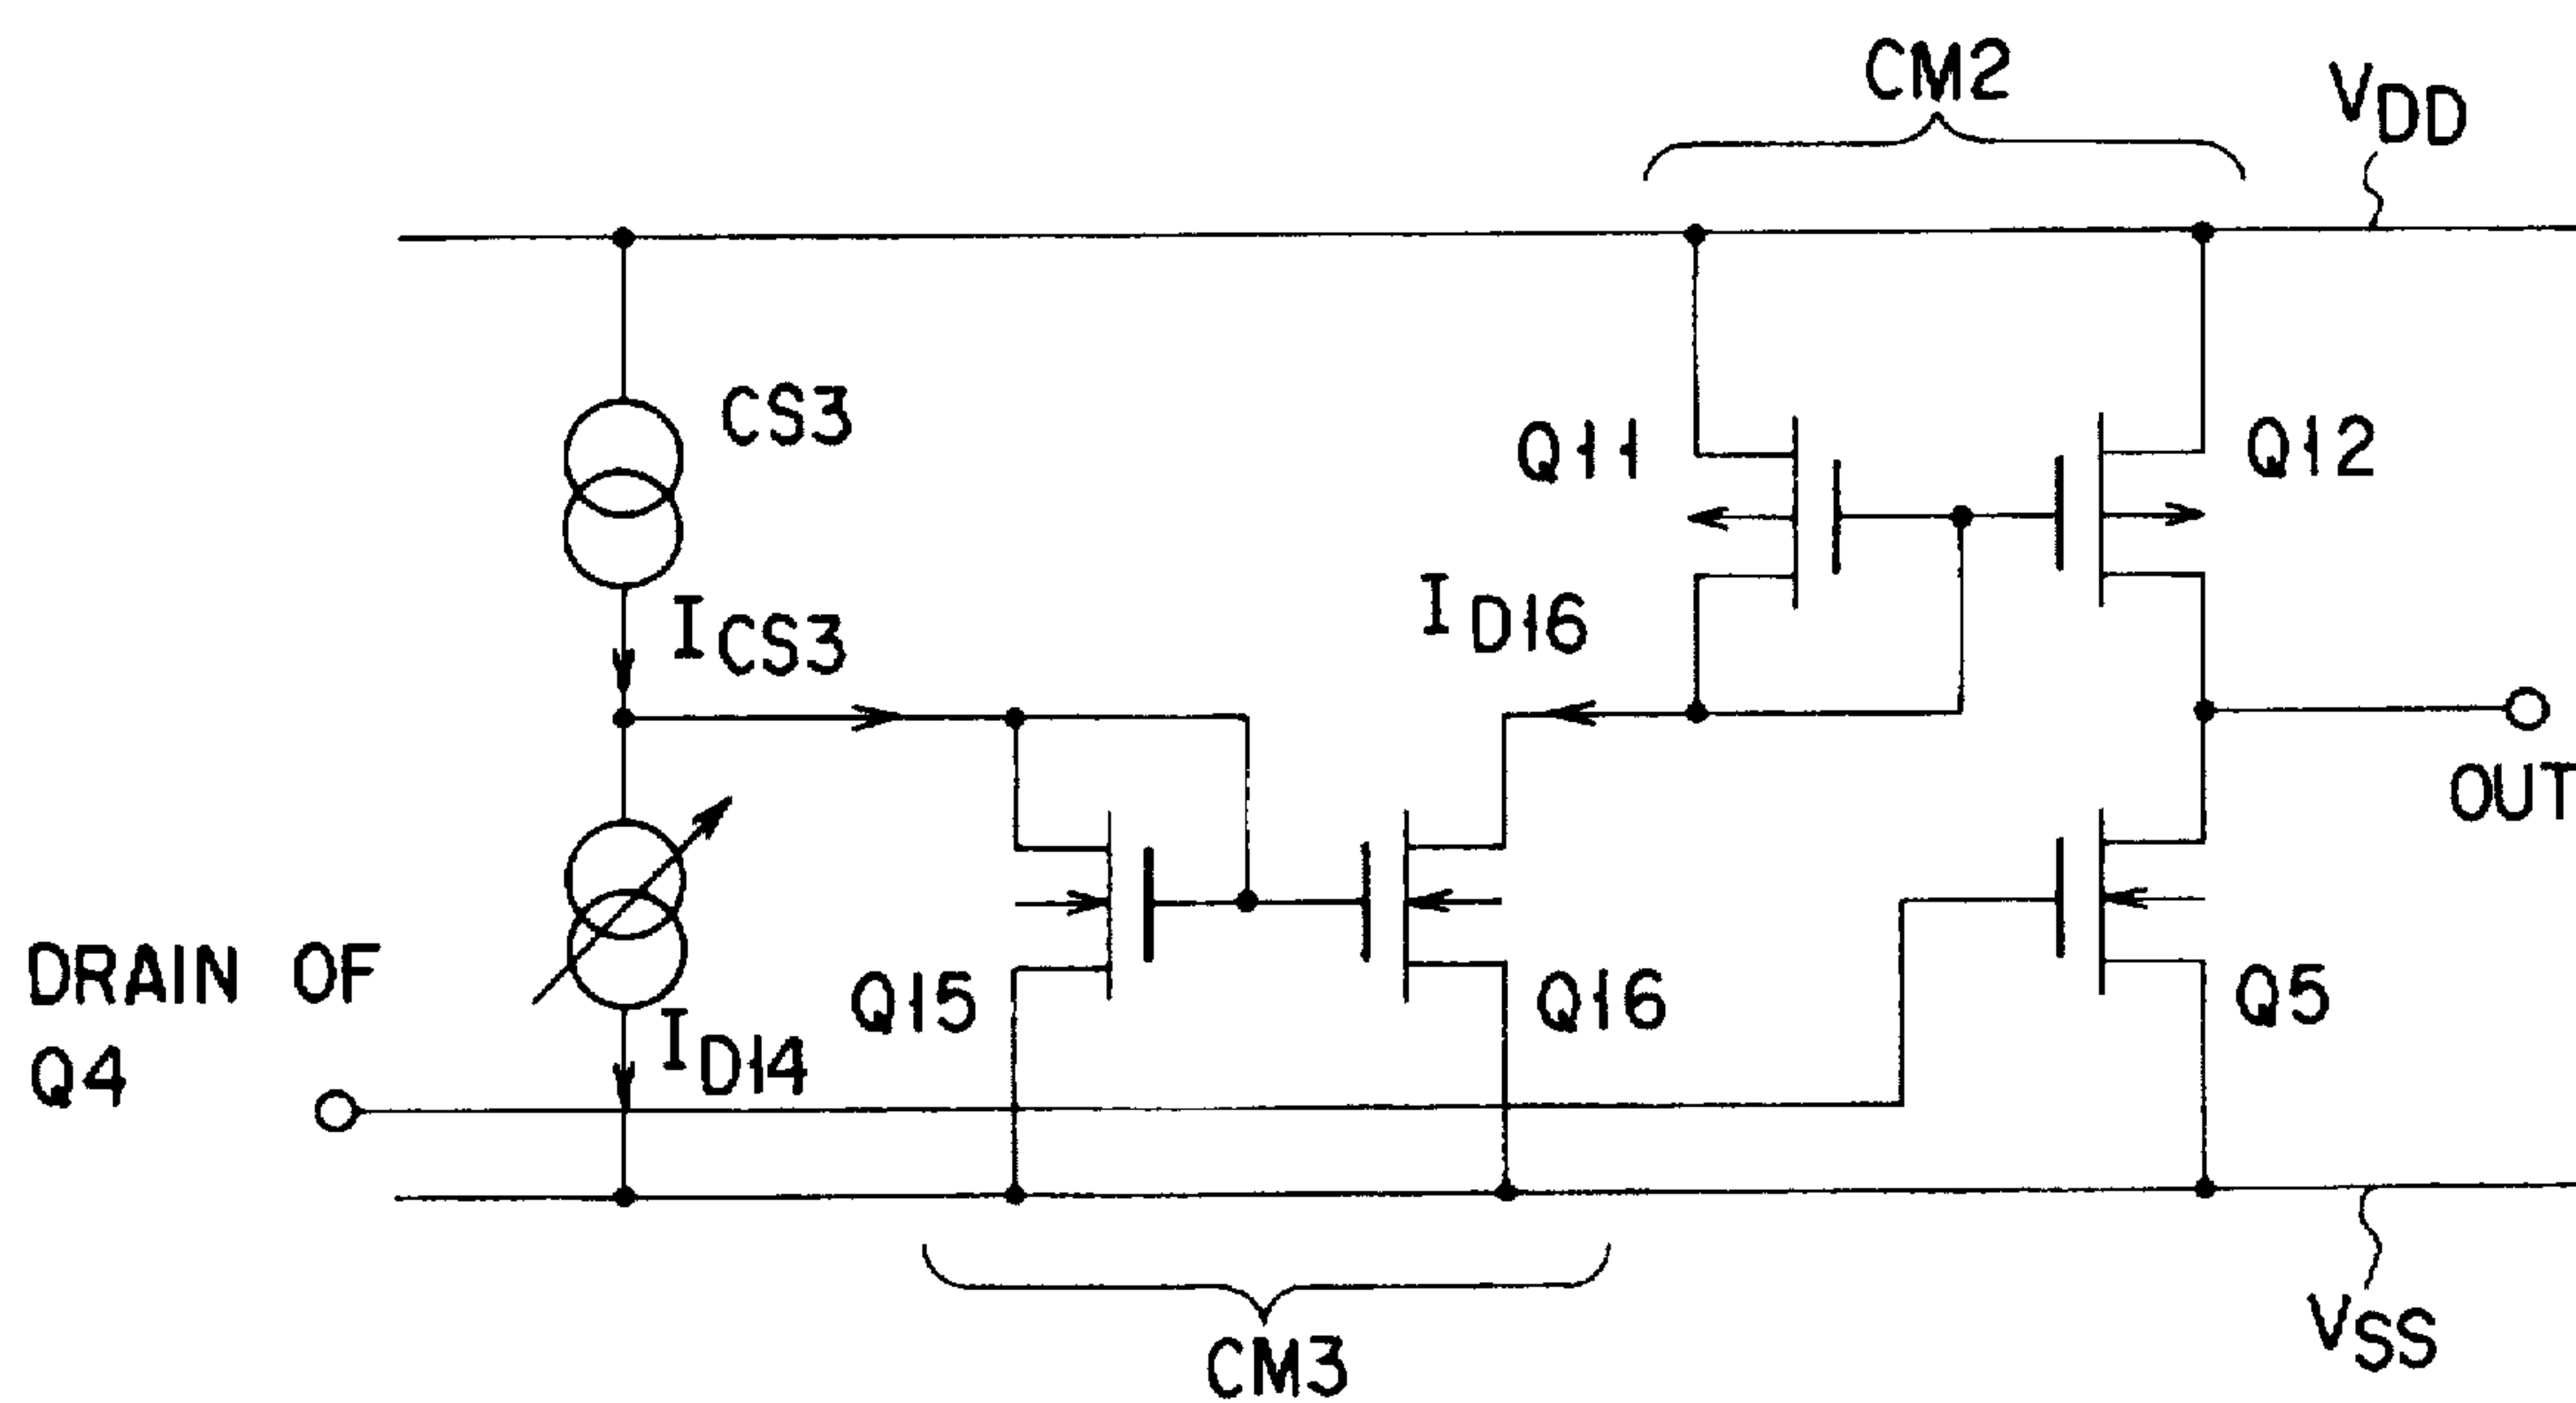 CM2
VDD
CS3
Q11
Q12
ICS3
ID16
OUT
DRAIN OF
Q4
ID14
Q15
Q16
Q5
CM3
VSS